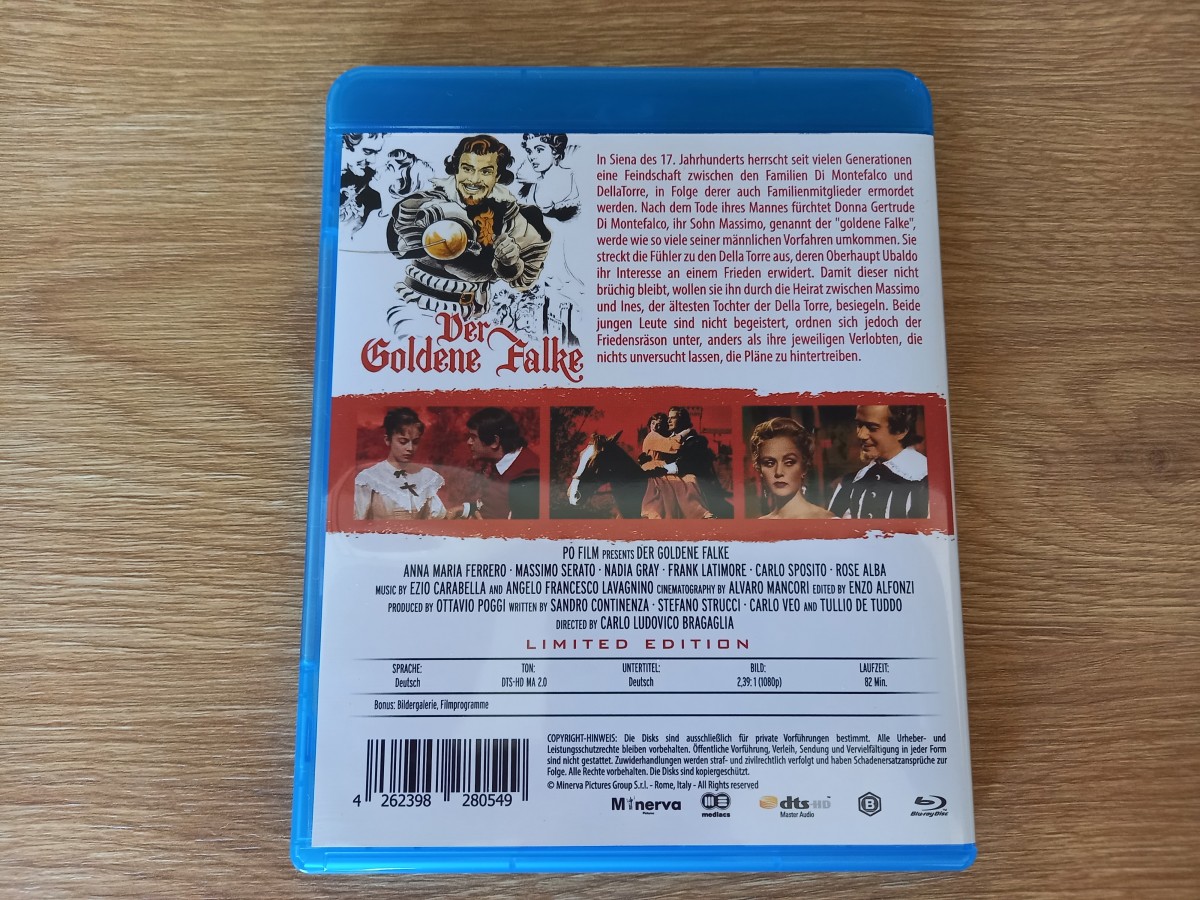 In Siena des 17. Jahrhunderts herrscht seit vielen Generationen
eine Feindschaft zwischen den Familien Di Montefalco und
DellaTorre, in Folge derer auch Familienmitglieder ermordet
werden. Nach dem Tode ihres Mannes fürchtet Donna Gertrude
Di Montefalco, ihr Sohn Massimo, genannt der "goldene Falke",
werde wie so viele seiner männlichen Vorfahren umkommen. Sie
streckt die Fühler zu den Della Torre aus, deren Oberhaupt Ubaldo
ihr Interesse an einem Frieden erwidert. Damit dieser nicht
brüchig bleibt, wollen sie ihn durch die Heirat zwischen Massimo
und Ines, der ältesten Tochter der Della Torre, besiegeln. Beide
jungen Leute sind nicht begeistert, ordnen sich jedoch der
Friedensräson unter, anders als ihre jeweiligen Verlobten, die
nichts unversucht lassen, die Pläne zu hintertreiben.
Der
Goldene Falke
PO FILM PRESENTS DER GOLDENE FALKE
ANNA MARIA FERRERO · MASSIMO SERATO · NADIA GRAY · FRANK LATIMORE · CARLO SPOSITO · ROSE ALBA
MUSIC BY EZIO CARABELLA AND ANGELO FRANCESCO LAVAGNINO CINEMATOGRAPHY BY ALVARO MANCORI EDITED BY ENZO ALFONZI
PRODUCED BY OTTAVIO POGGI WRITTEN BY SANDRO CONTINENZA · STEFANO STRUCCI · CARLO VEO AND TULLIO DE TUDDO
DIRECTED BY CARLO LUDOVICO BRAGAGLIA
LIMITED EDITION
SPRACHE: TON: UNTERTITEL: BILD: LAUFZEIT:
Deutsch DTS-HD MA 2.0 Deutsch 2,39:1 (1080p) 82 Min.
Bonus: Bildergalerie, Filmprogramme
COPYRIGHT-HINWEIS: Die Disks sind ausschließlich für private Vorführungen bestimmt. Alle Urheber- und
Leistungsschutzrechte bleiben vorbehalten. Öffentliche Vorführung, Verleih, Sendung und Vervielfältigung in jeder Form
sind nicht gestattet. Zuwiderhandlungen werden straf- und zivilrechtlich verfolgt und haben Schadenersatzansprüche zur
Folge. Alle Rechte vorbehalten. Die Disks sind kopiergeschützt.
© Minerva Pictures Group S.r.l. - Rome, Italy - All Rights reserved
4 262398 280549
Minerva
Pictures
mediacs
dts-HD
Master Audio
B
Blu-ray Disc